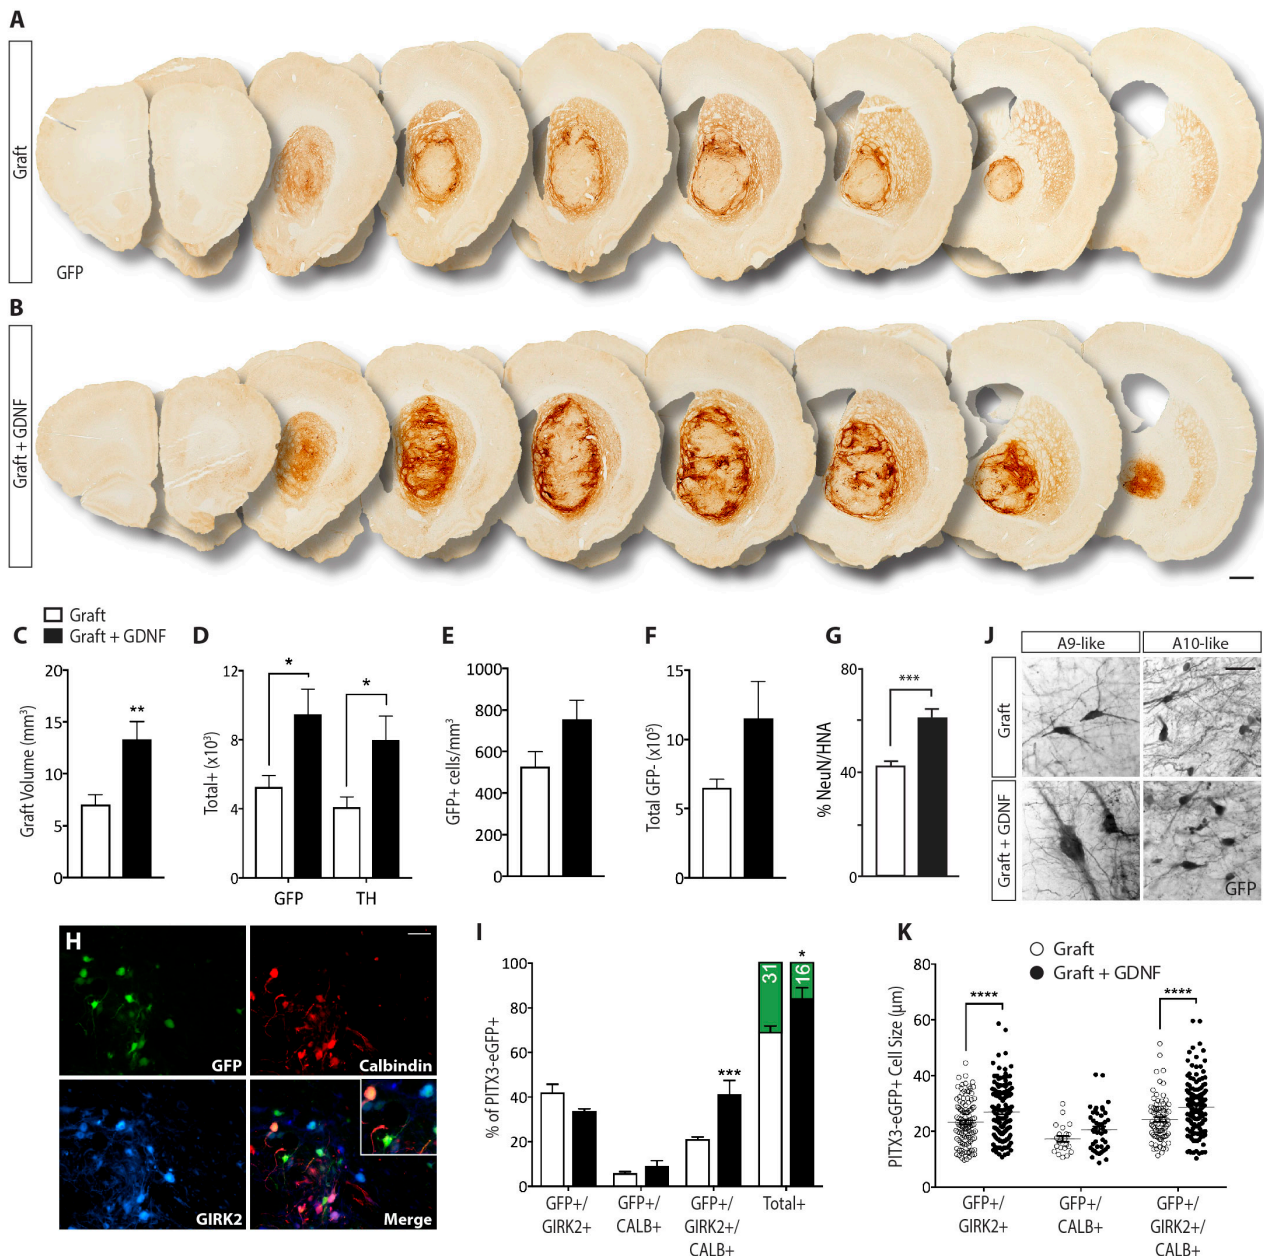 A
Graft
GFP
B
Graft + GDNF
Graft
Graft + GDNF
C
Graft Volume (mm³)
20
15
10
5
0
**
D
Total+ (x10³)
12
8
4
0
*
*
GFP
TH
E
GFP+ cells/mm³
1000
800
600
400
200
0
F
Total GFP- (x10⁵)
15
10
5
0
G
% NeuN/HNA
80
60
40
20
0
***
J
A9-like
A10-like
Graft
Graft + GDNF
GFP
H
GFP
Calbindin
GIRK2
Merge
I
% of PITX3-eGFP+
100
80
60
40
20
0
***
31
16
*
GFP+/
GIRK2+
GFP+/
CALB+
GFP+/
GIRK2+/
CALB+
Total+
K
Graft
Graft + GDNF
PITX3-eGFP+ Cell Size (μm)
80
60
40
20
0
****
****
GFP+/
GIRK2+
GFP+/
CALB+
GFP+/
GIRK2+/
CALB+